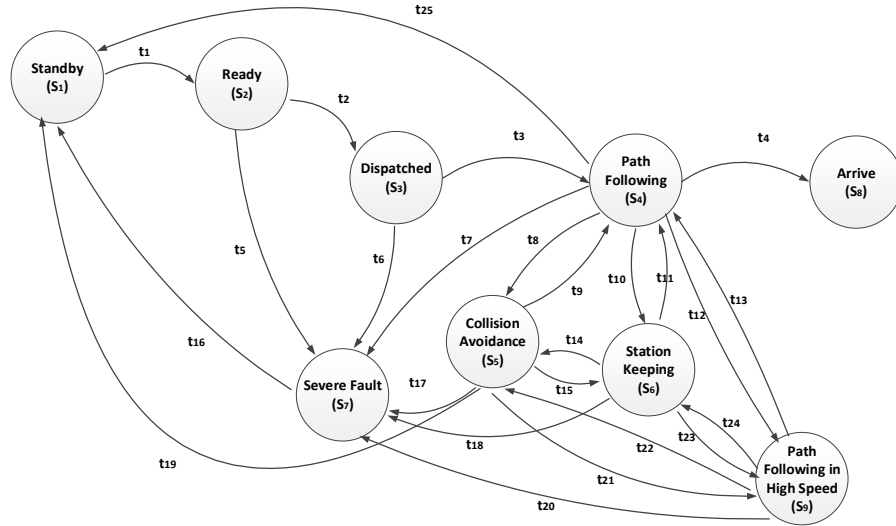 t25
t1
Standby
(S1)
Ready
(S2)
t2
t3
t4
Dispatched
(S3)
Path
Following
(S4)
Arrive
(S8)
t5
t6
t7
t8
t9
t10
t11
t12
t13
Collision
Avoidance
(S5)
t14
t15
Station
Keeping
(S6)
t16
Severe Fault
(S7)
t17
t18
t19
t20
t21
t22
t23
t24
Path
Following in
High Speed
(S9)